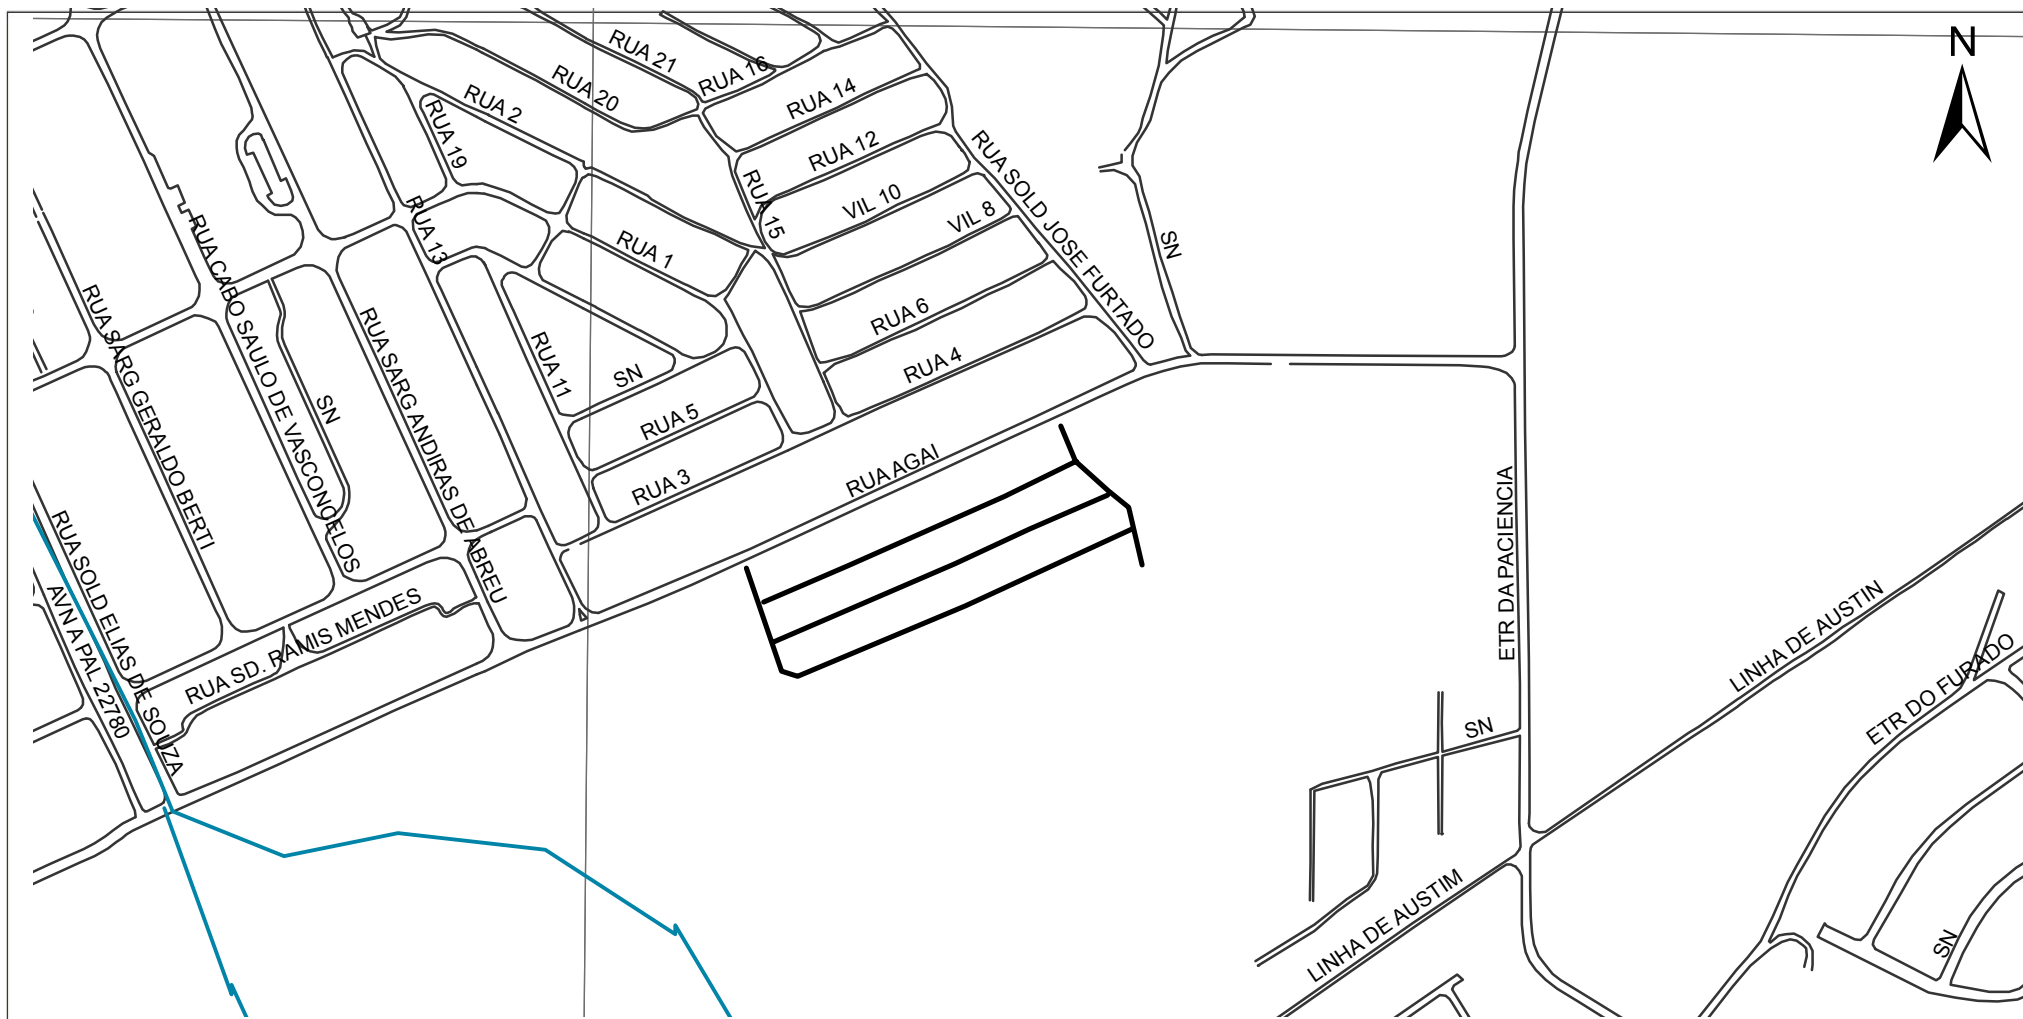 N
RUA 21
RUA 16
RUA 20
RUA 2
RUA 14
RUA 19
RUA 12
RUA SOLD JOSE FURTADO
RUA 15
VIL 10
VIL 8
RUA 13
RUA 1
SN
RUA CABO SAULO DE VASCONCELOS
RUA SARG GERALDO BERTI
RUA SARG ANDIRAS DE ABREU
RUA 6
RUA 11
SN
RUA 4
SN
RUA 5
RUA 3
RUA AGAI
ETR DA PACIENCIA
RUA SOLD ELIAS DE SOUZA
AVN A PAL 22780
RUA SD. RAMIS MENDES
LINHA DE AUSTIN
ETR DO FURADO
SN
LINHA DE AUSTIM
SN